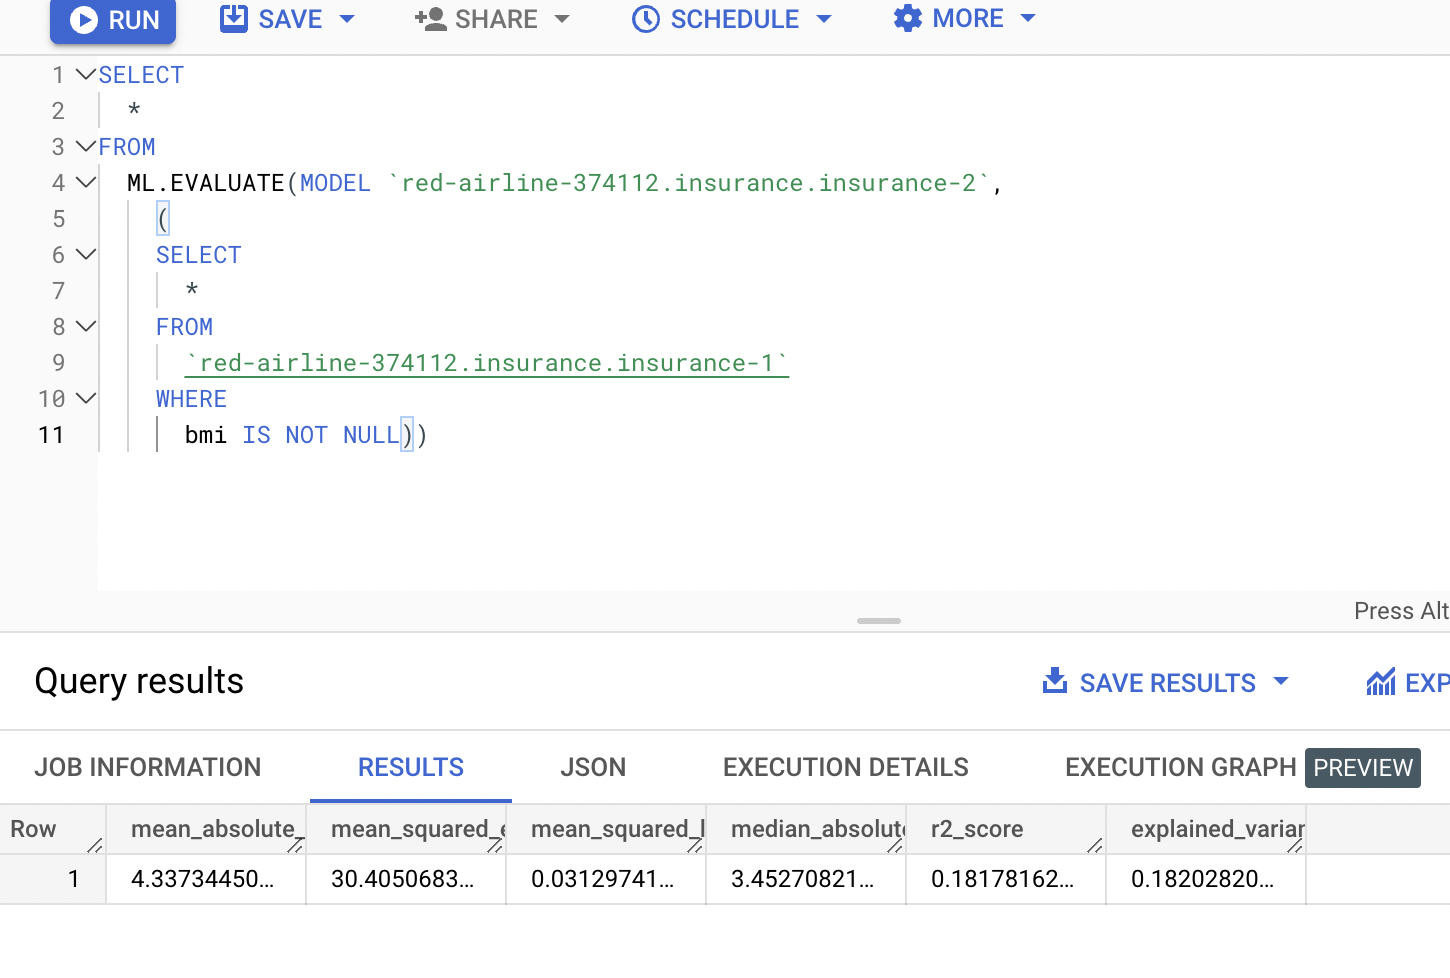 RUN SAVE SHARE SCHEDULE MORE
1 SELECT
2 *
3 FROM
4 ML.EVALUATE(MODEL `red-airline-374112.insurance.insurance-2`,
5 (
6 SELECT
7 *
8 FROM
9 `red-airline-374112.insurance.insurance-1`
10 WHERE
11 bmi IS NOT NULL))
Press Alt
Query results SAVE RESULTS EXP
JOB INFORMATION RESULTS JSON EXECUTION DETAILS EXECUTION GRAPH PREVIEW
Row mean_absolute_ mean_squared_e mean_squared_l median_absolute r2_score explained_varian
1 4.33734450... 30.4050683... 0.03129741... 3.45270821... 0.18178162... 0.18202820...